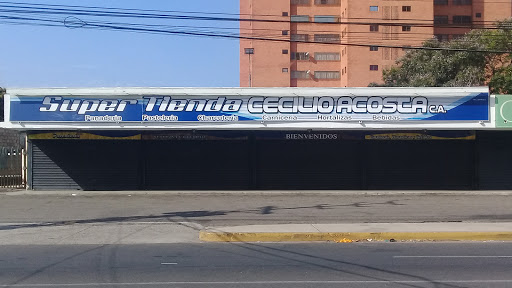 Super Tienda CECILIO ACOSTA C.A.
Panadería Pastelería Charcutería Carnicería Hortalizas Bebidas
BIENVENIDOS